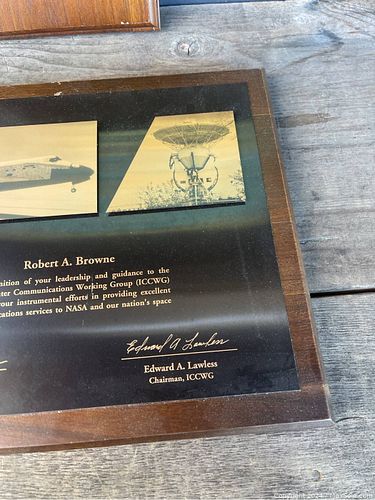 Robert A. Browne
nition of your leadership and guidance to the
ter Communications Working Group (ICCWG)
our instrumental efforts in providing excellent
cations services to NASA and our nation's space
Edward A Lawless
Edward A. Lawless
Chairman, ICCWG